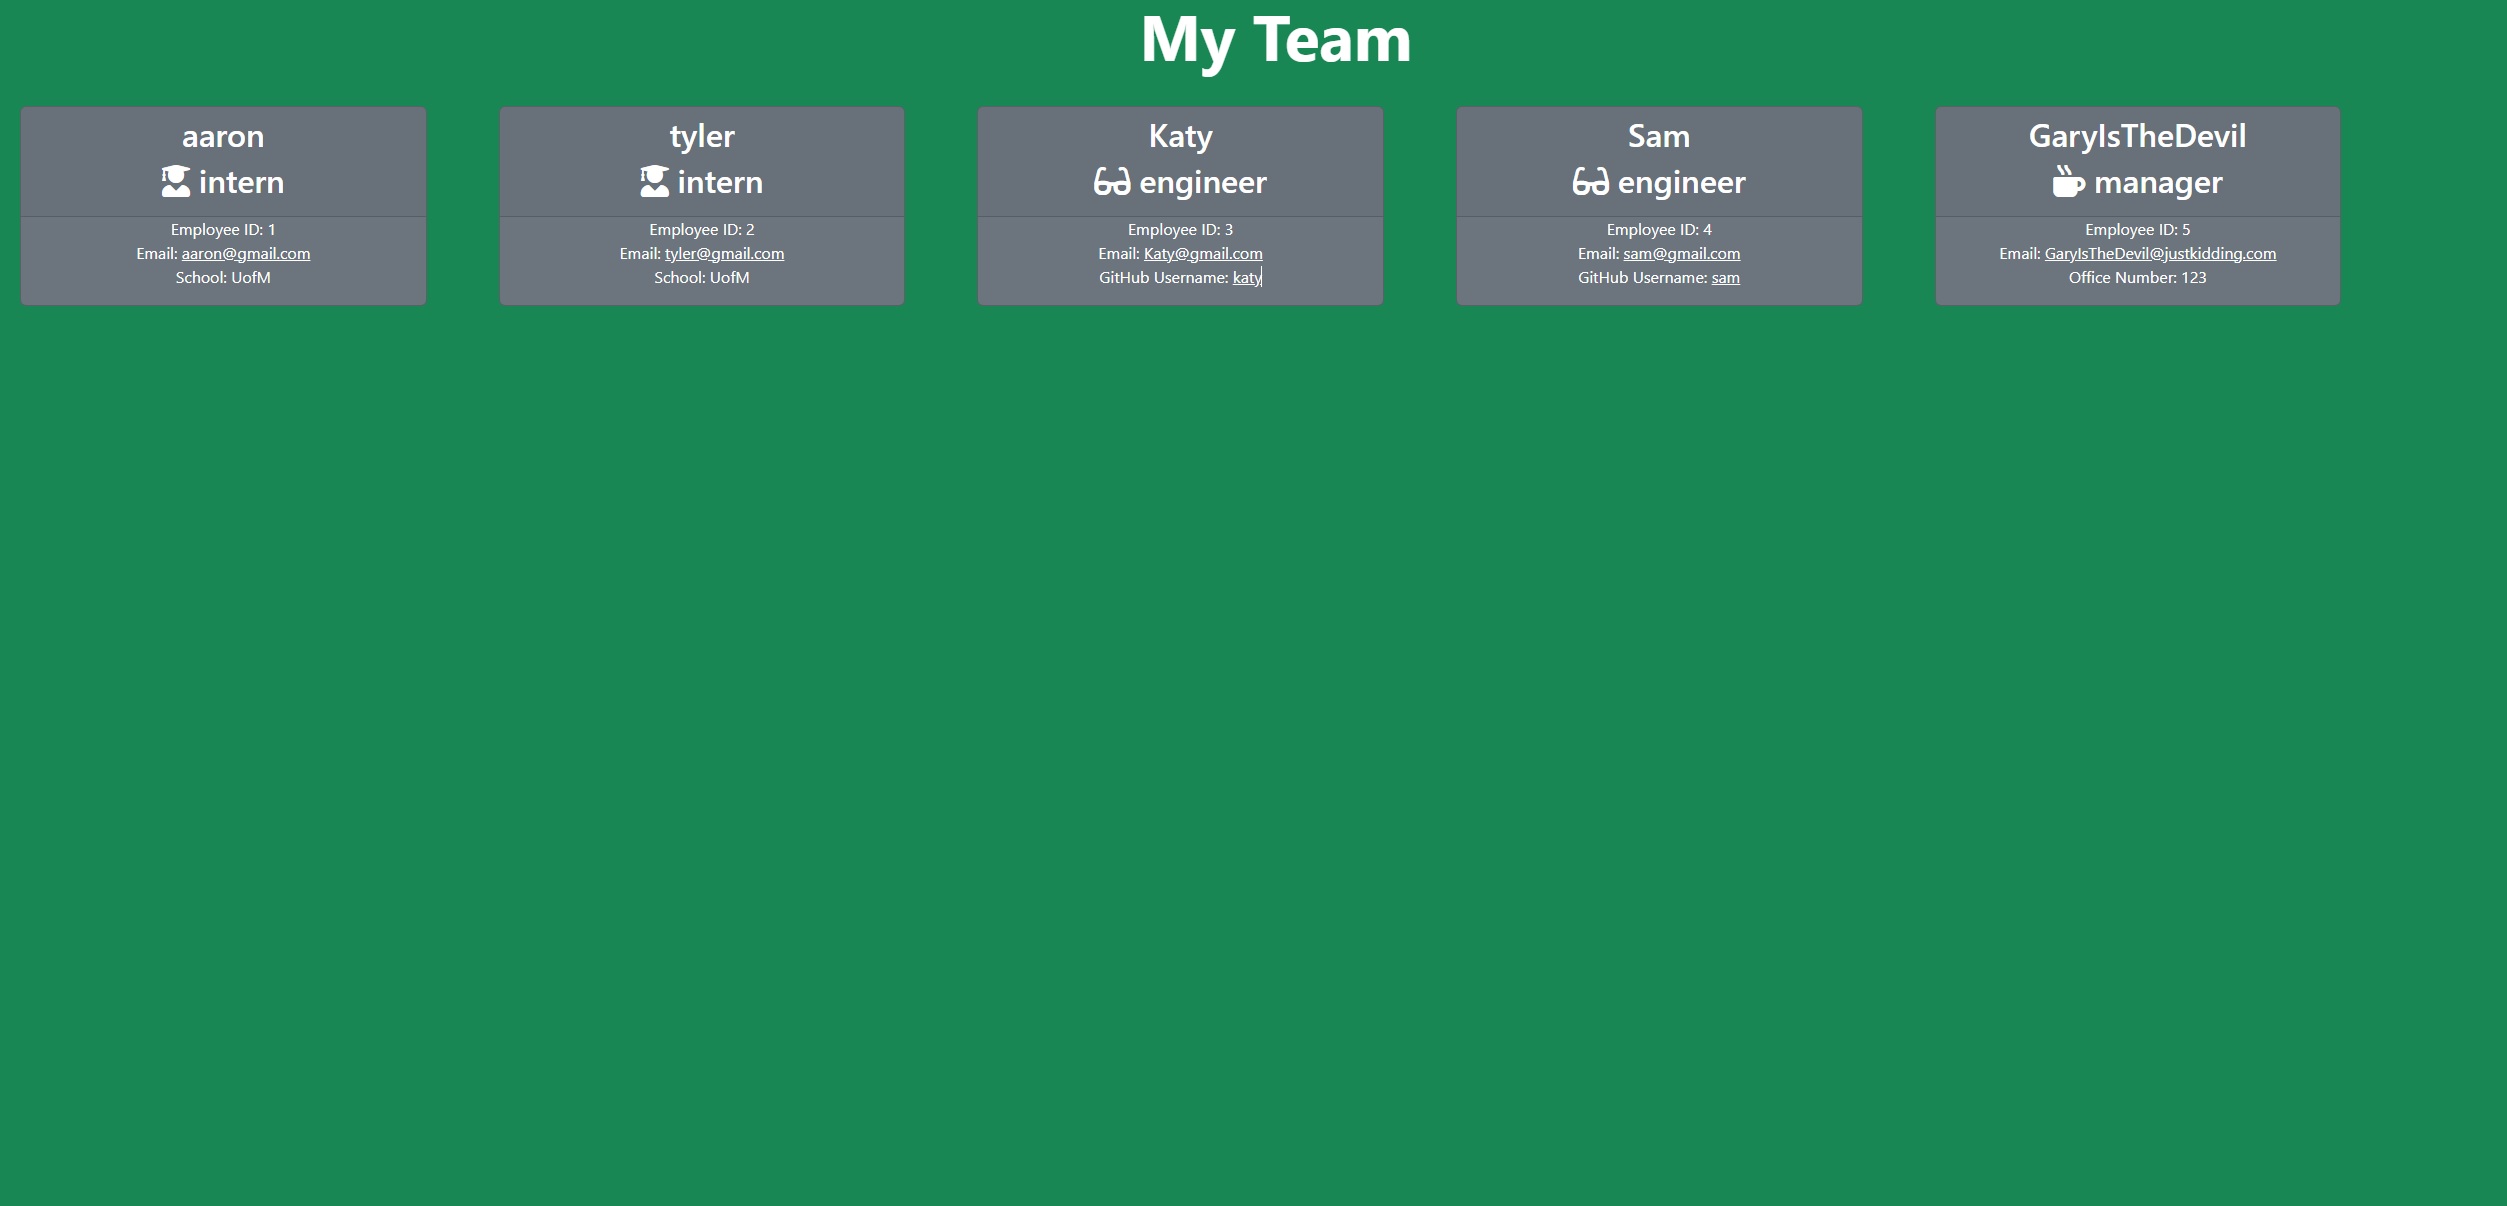 My Team
aaron
intern
Employee ID: 1
Email: aaron@gmail.com
School: UofM
tyler
intern
Employee ID: 2
Email: tyler@gmail.com
School: UofM
Katy
engineer
Employee ID: 3
Email: Katy@gmail.com
GitHub Username: katy
Sam
engineer
Employee ID: 4
Email: sam@gmail.com
GitHub Username: sam
GaryIsTheDevil
manager
Employee ID: 5
Email: GaryIsTheDevil@justkidding.com
Office Number: 123